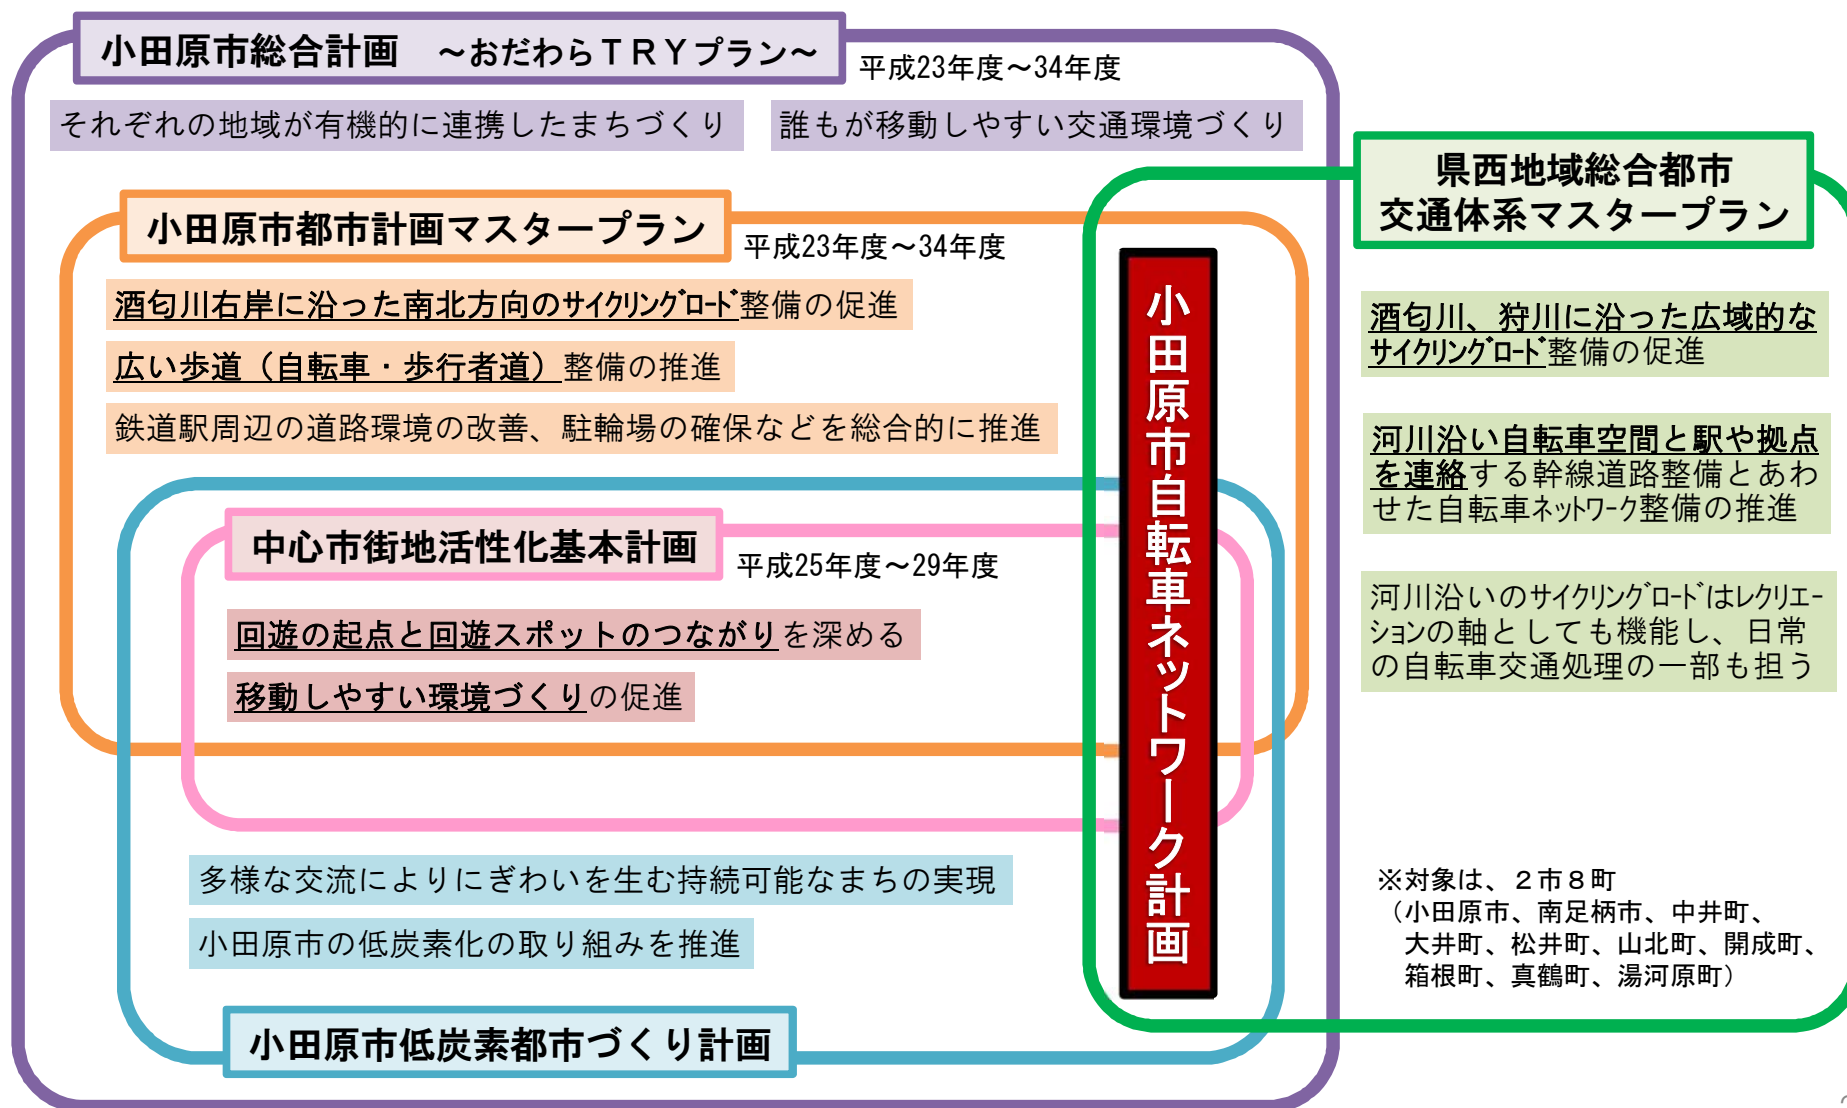 小田原市総合計画　～おだわらＴＲＹプラン～
平成23年度～34年度
それぞれの地域が有機的に連携したまちづくり
誰もが移動しやすい交通環境づくり
小田原市都市計画マスタープラン
平成23年度～34年度
酒匂川右岸に沿った南北方向のｻｲｸﾘﾝｸﾞﾛｰﾄﾞ整備の促進
広い歩道（自転車・歩行者道）整備の推進
鉄道駅周辺の道路環境の改善、駐輪場の確保などを総合的に推進
中心市街地活性化基本計画
平成25年度～29年度
回遊の起点と回遊スポットのつながりを深める
移動しやすい環境づくりの促進
多様な交流によりにぎわいを生む持続可能なまちの実現
小田原市の低炭素化の取り組みを推進
小田原市低炭素都市づくり計画
小田原市自転車ネットワーク計画
県西地域総合都市
交通体系マスタープラン
酒匂川、狩川に沿った広域的な
ｻｲｸﾘﾝｸﾞﾛｰﾄﾞ整備の促進
河川沿い自転車空間と駅や拠点
を連絡する幹線道路整備とあわ
せた自転車ﾈｯﾄﾜｰｸ整備の推進
河川沿いのｻｲｸﾘﾝｸﾞﾛｰﾄﾞはﾚｸﾘｴｰ
ｼｮﾝの軸としても機能し、日常
の自転車交通処理の一部も担う
※対象は、２市８町
（小田原市、南足柄市、中井町、
大井町、松井町、山北町、開成町、
箱根町、真鶴町、湯河原町）